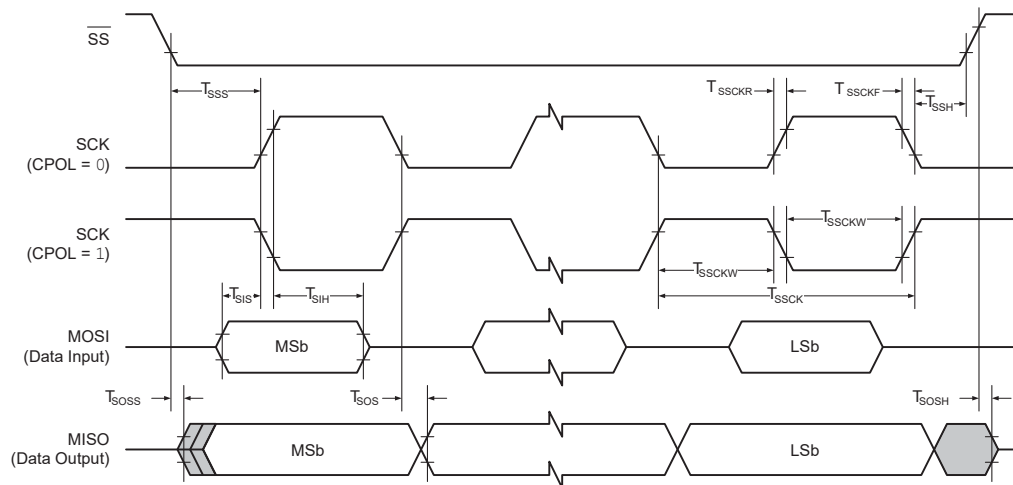 SS
T_SSS
T_SSCKR
T_SSCKF
T_SSH
SCK
(CPOL = 0)
SCK
(CPOL = 1)
T_SSCKW
T_SSCKW
T_SIS
T_SIH
T_SSCK
MOSI
(Data Input)
MSb
LSb
T_SOSS
T_SOS
T_SOSH
MISO
(Data Output)
MSb
LSb